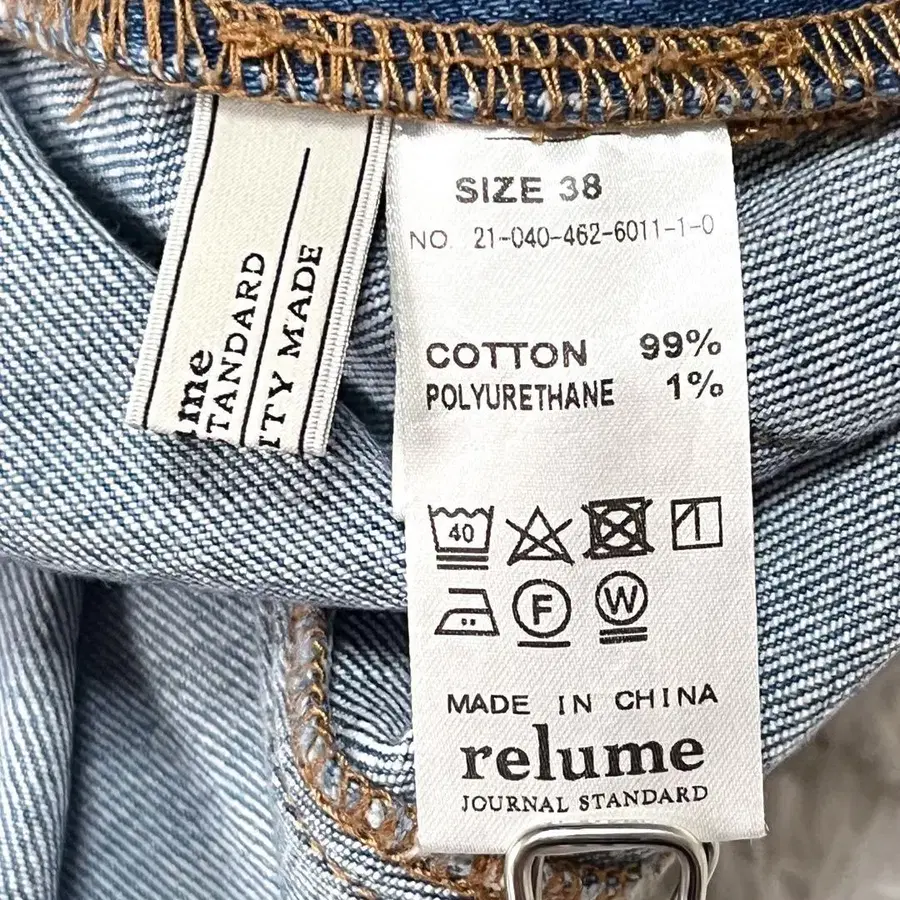 me
TANDARD
TY MADE
SIZE 38
NO. 21-040-462-6011-1-0
COTTON 99%
POLYURETHANE 1%
40
F
W
MADE IN CHINA
relume
JOURNAL STANDARD